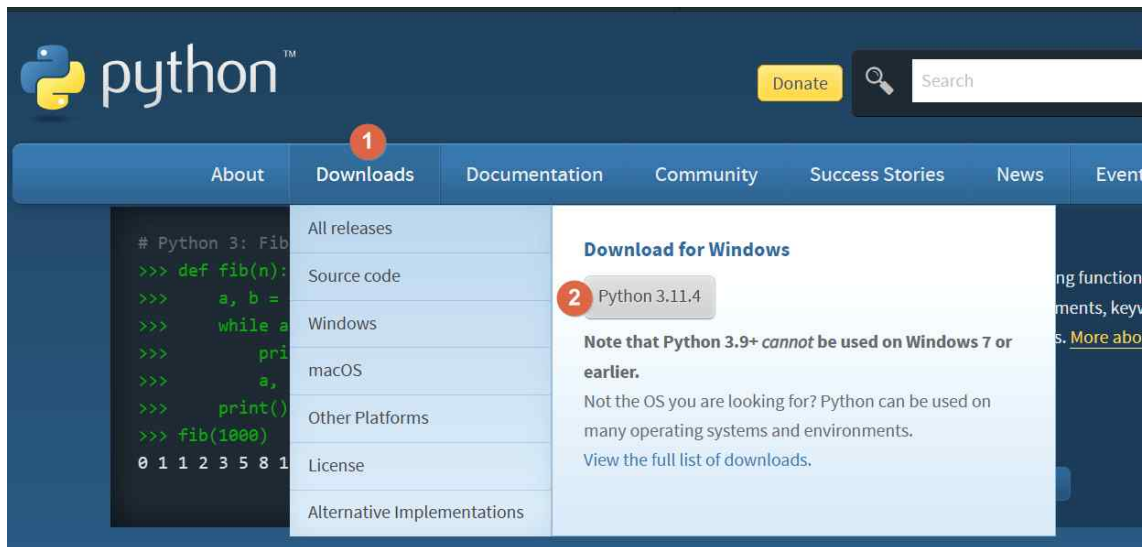 python™
Donate
Search
1
About Downloads Documentation Community Success Stories News Event
All releases
Source code
Windows
macOS
Other Platforms
License
Alternative Implementations
Download for Windows
2 Python 3.11.4
Note that Python 3.9+ cannot be used on Windows 7 or
earlier.
Not the OS you are looking for? Python can be used on
many operating systems and environments.
View the full list of downloads.
# Python 3: Fib
>>> def fib(n):
>>> a, b =
>>> while a
>>> pri
>>> a,
>>> print()
>>> fib(1000)
0 1 1 2 3 5 8 1
ng function
ments, keyw
s. More abo